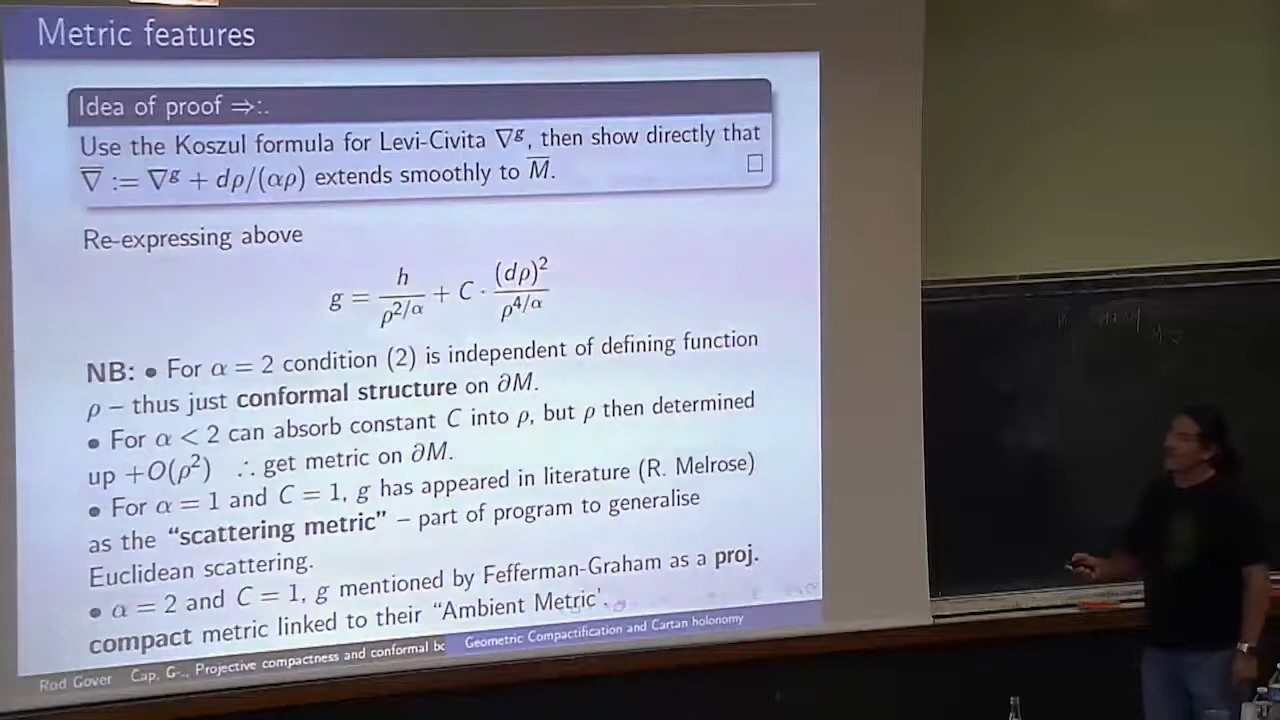 Metric features
Idea of proof ⇒:.
Use the Koszul formula for Levi-Civita ∇ᵍ, then show directly that
∇̅ := ∇ᵍ + dρ/(αρ) extends smoothly to M̅.
□
Re-expressing above
g = h/ρ^{2/α} + C · (dρ)²/ρ^{4/α}
NB: • For α = 2 condition (2) is independent of defining function
ρ – thus just conformal structure on ∂M.
• For α < 2 can absorb constant C into ρ, but ρ then determined
up +O(ρ²) ∴ get metric on ∂M.
• For α = 1 and C = 1, g has appeared in literature (R. Melrose)
as the “scattering metric” – part of program to generalise
Euclidean scattering.
• α = 2 and C = 1, g mentioned by Fefferman-Graham as a proj.
compact metric linked to their “Ambient Metric’.
Rod Gover Cap, G-., Projective compactness and conformal bc Geometric Compactification and Cartan holonomy